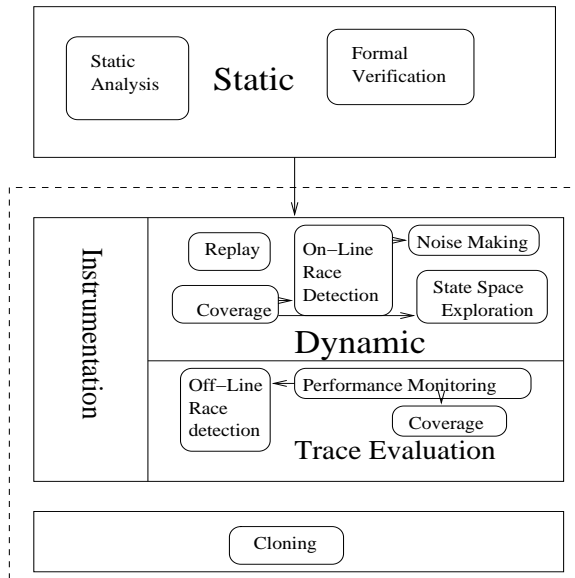 Static
Analysis
Static
Formal
Verification
Instrumentation
Replay
On-Line
Race
Detection
Noise Making
Coverage
State Space
Exploration
Dynamic
Off-Line
Race
detection
Performance Monitoring
Coverage
Trace Evaluation
Cloning